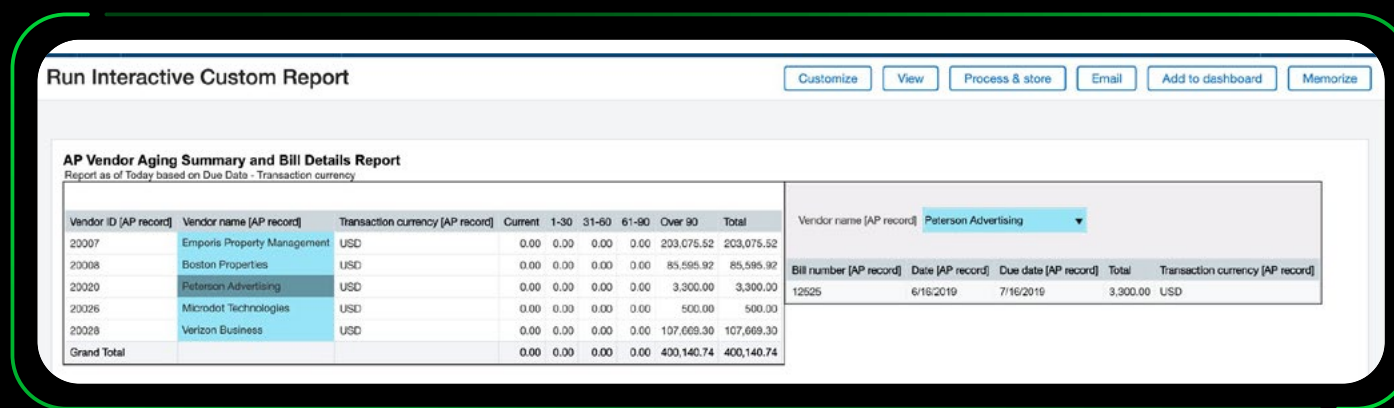 Run Interactive Custom Report
Customize View Process & store Email Add to dashboard Memorize
AP Vendor Aging Summary and Bill Details Report
Report as of Today based on Due Date - Transaction currency
Vendor ID [AP record] Vendor name [AP record] Transaction currency [AP record] Current 1-30 31-60 61-90 Over 90 Total
20007 Emporis Property Management USD 0.00 0.00 0.00 0.00 203,075.52 203,075.52
20008 Boston Properties USD 0.00 0.00 0.00 0.00 85,595.92 85,595.92
20020 Peterson Advertising USD 0.00 0.00 0.00 0.00 3,300.00 3,300.00
20026 Microdot Technologies USD 0.00 0.00 0.00 0.00 500.00 500.00
20028 Verizon Business USD 0.00 0.00 0.00 0.00 107,669.30 107,669.30
Grand Total 0.00 0.00 0.00 0.00 400,140.74 400,140.74
Vendor name [AP record] Peterson Advertising
Bill number [AP record] Date [AP record] Due date [AP record] Total Transaction currency [AP record]
12525 6/16/2019 7/16/2019 3,300.00 USD